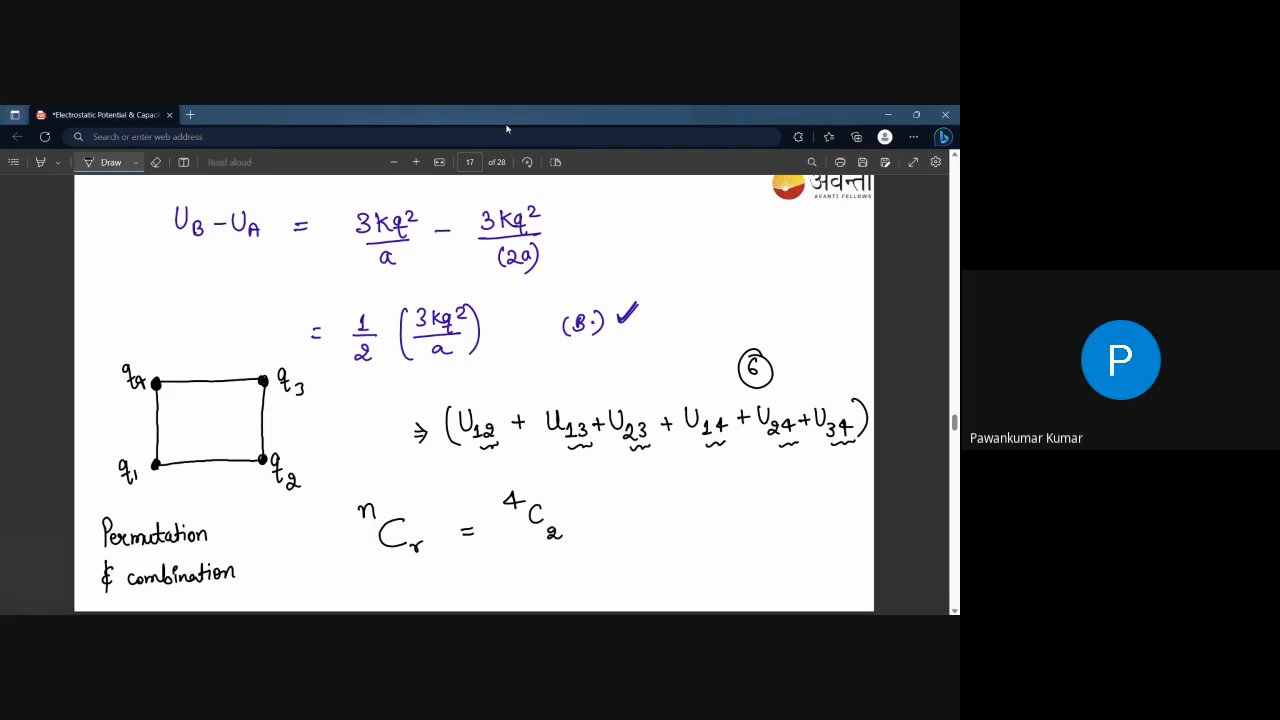 *Electrostatic Potential & Capaci
Search or enter web address
Draw
Read aloud
17 of 28
अवन्ती
AVANTI FELLOWS
U_B - U_A = 3kq²/a - 3kq²/(2a)
= 1/2 (3kq²/a) (B.) ✓
6
q4 q3
⇒ (U12 + U13 + U23 + U14 + U24 + U34)
q1 q2
ⁿCᵣ = ⁴C₂
Permutation
& combination
P
Pawankumar Kumar